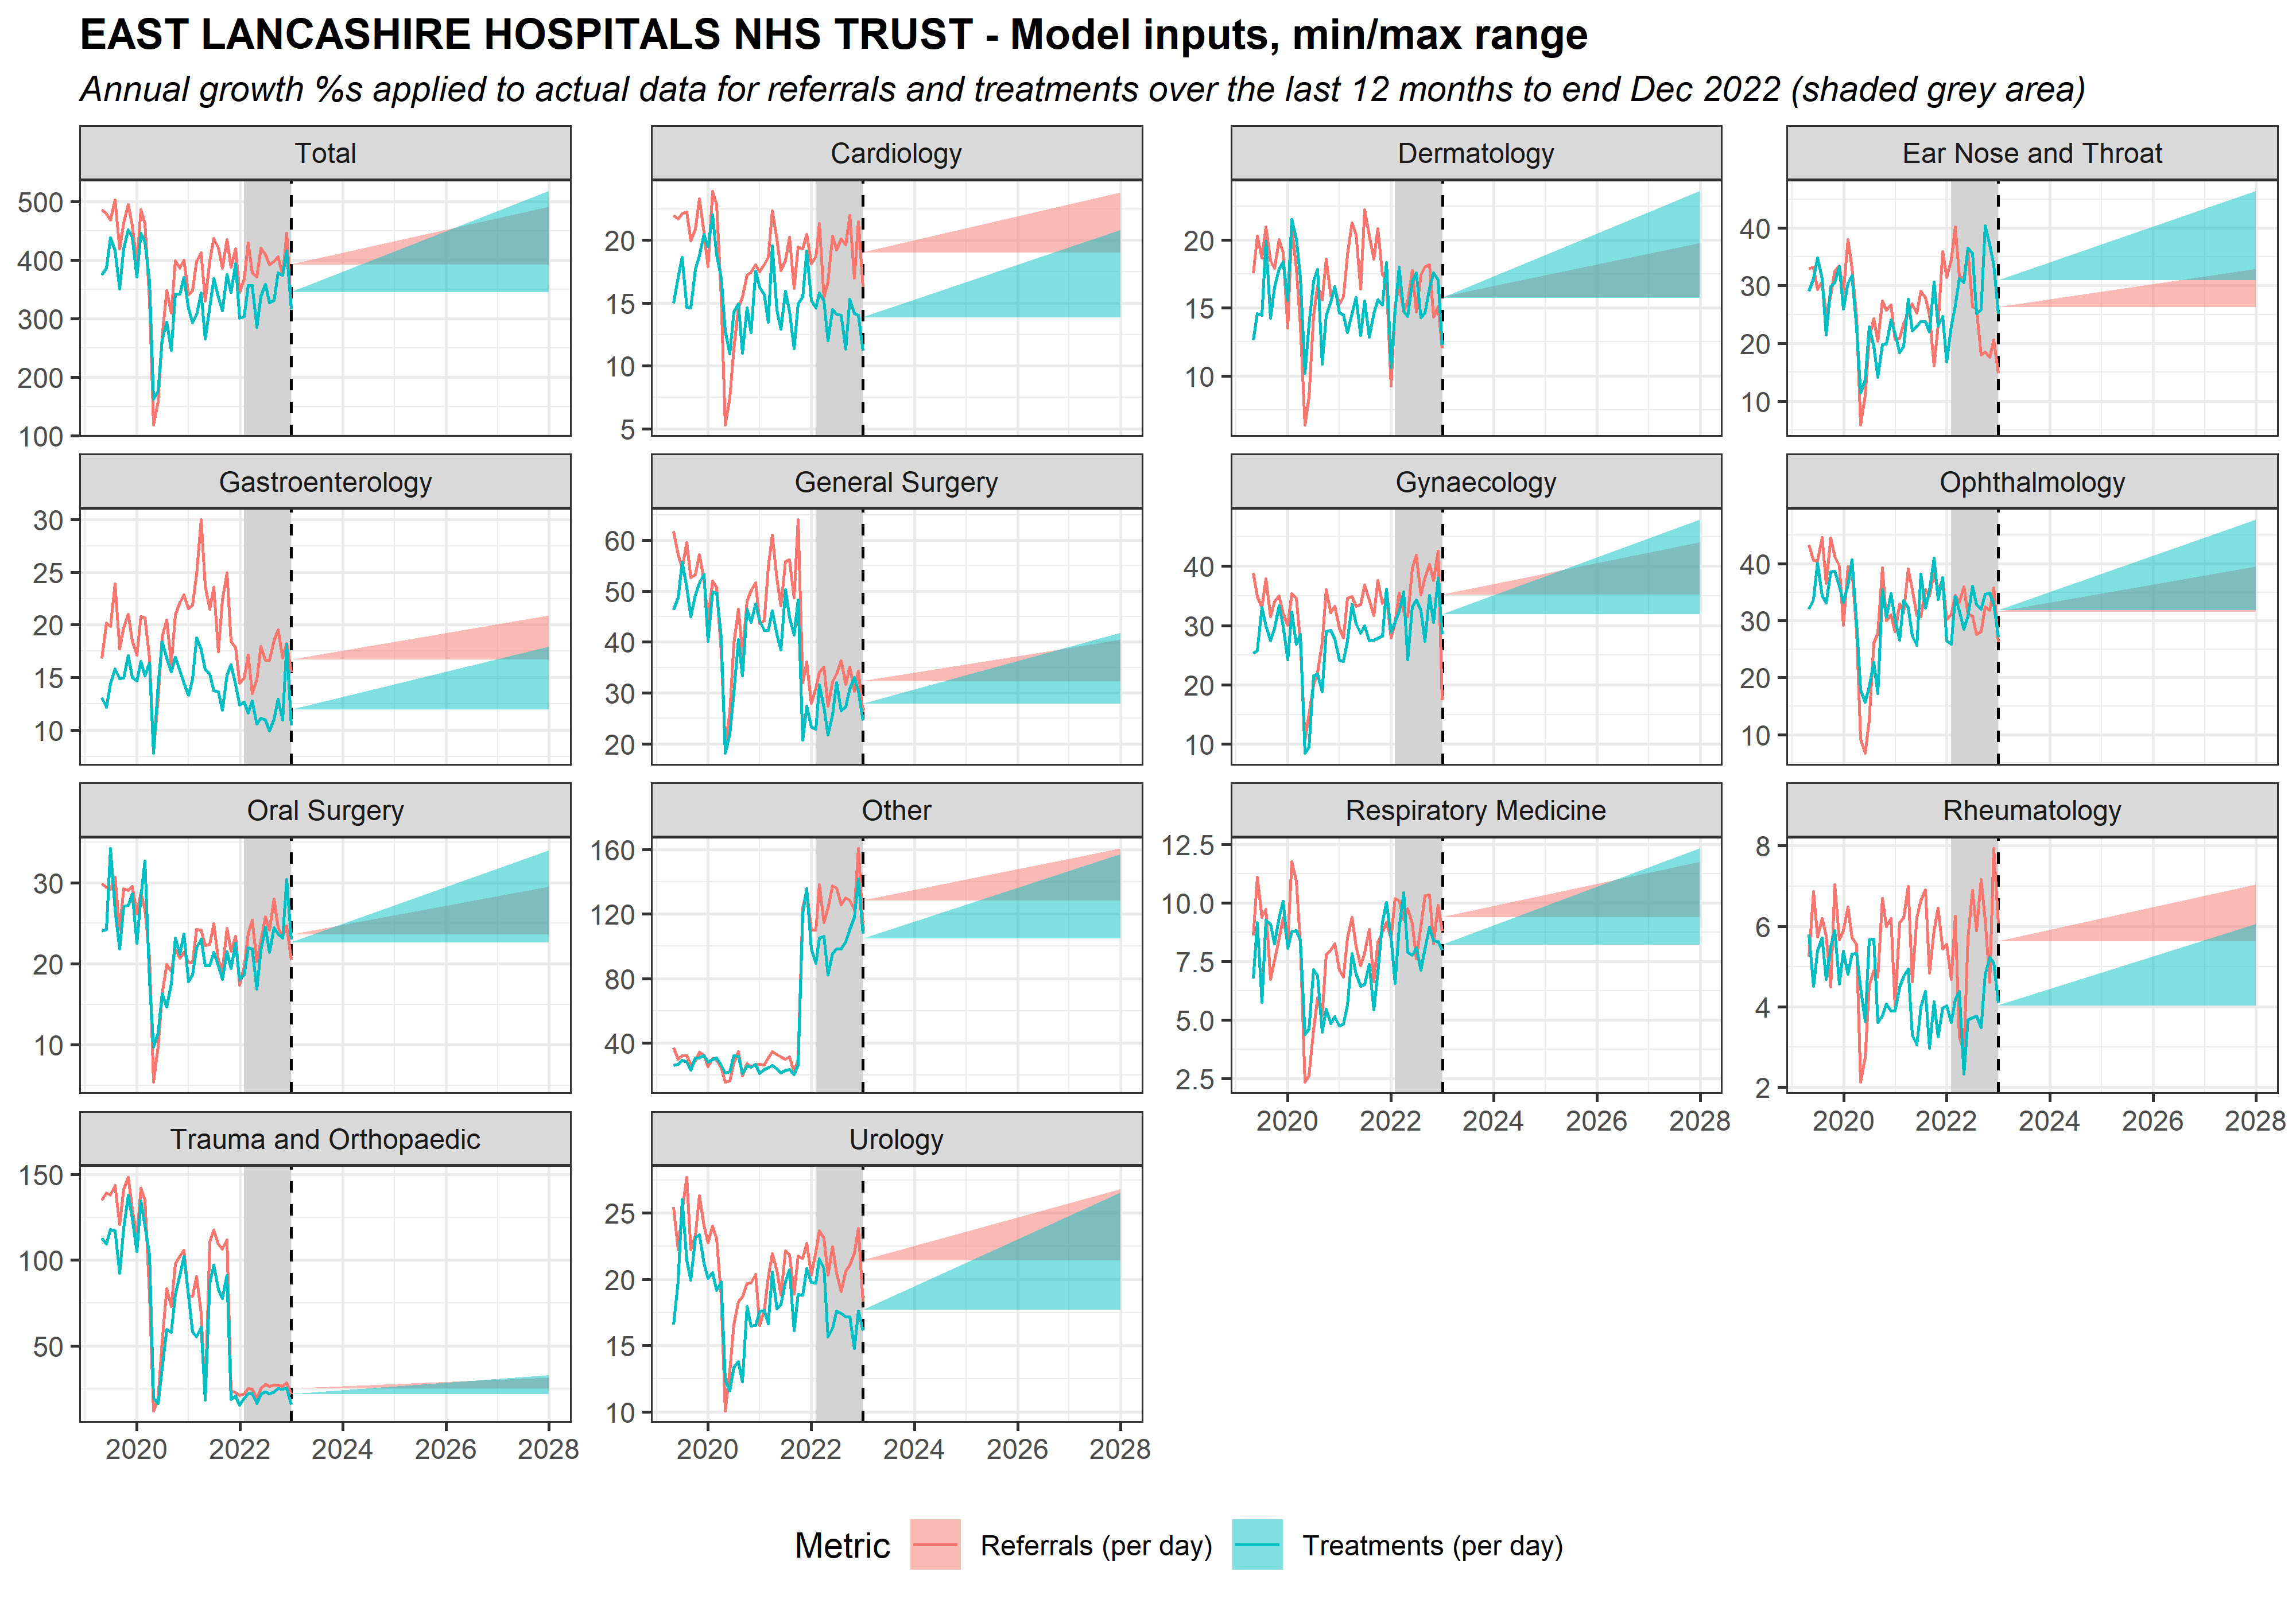 EAST LANCASHIRE HOSPITALS NHS TRUST - Model inputs, min/max range
Annual growth %s applied to actual data for referrals and treatments over the last 12 months to end Dec 2022 (shaded grey area)
Total
Cardiology
Dermatology
Ear Nose and Throat
500
400
300
200
100
20
15
10
5
20
15
10
40
30
20
10
Gastroenterology
General Surgery
Gynaecology
Ophthalmology
30
25
20
15
10
60
50
40
30
20
40
30
20
10
40
30
20
10
Oral Surgery
Other
Respiratory Medicine
Rheumatology
30
20
10
160
120
80
40
12.5
10.0
7.5
5.0
2.5
8
6
4
2
2020 2022 2024 2026 2028
2020 2022 2024 2026 2028
Trauma and Orthopaedic
Urology
150
100
50
25
20
15
10
2020 2022 2024 2026 2028
2020 2022 2024 2026 2028
Metric Referrals (per day) Treatments (per day)